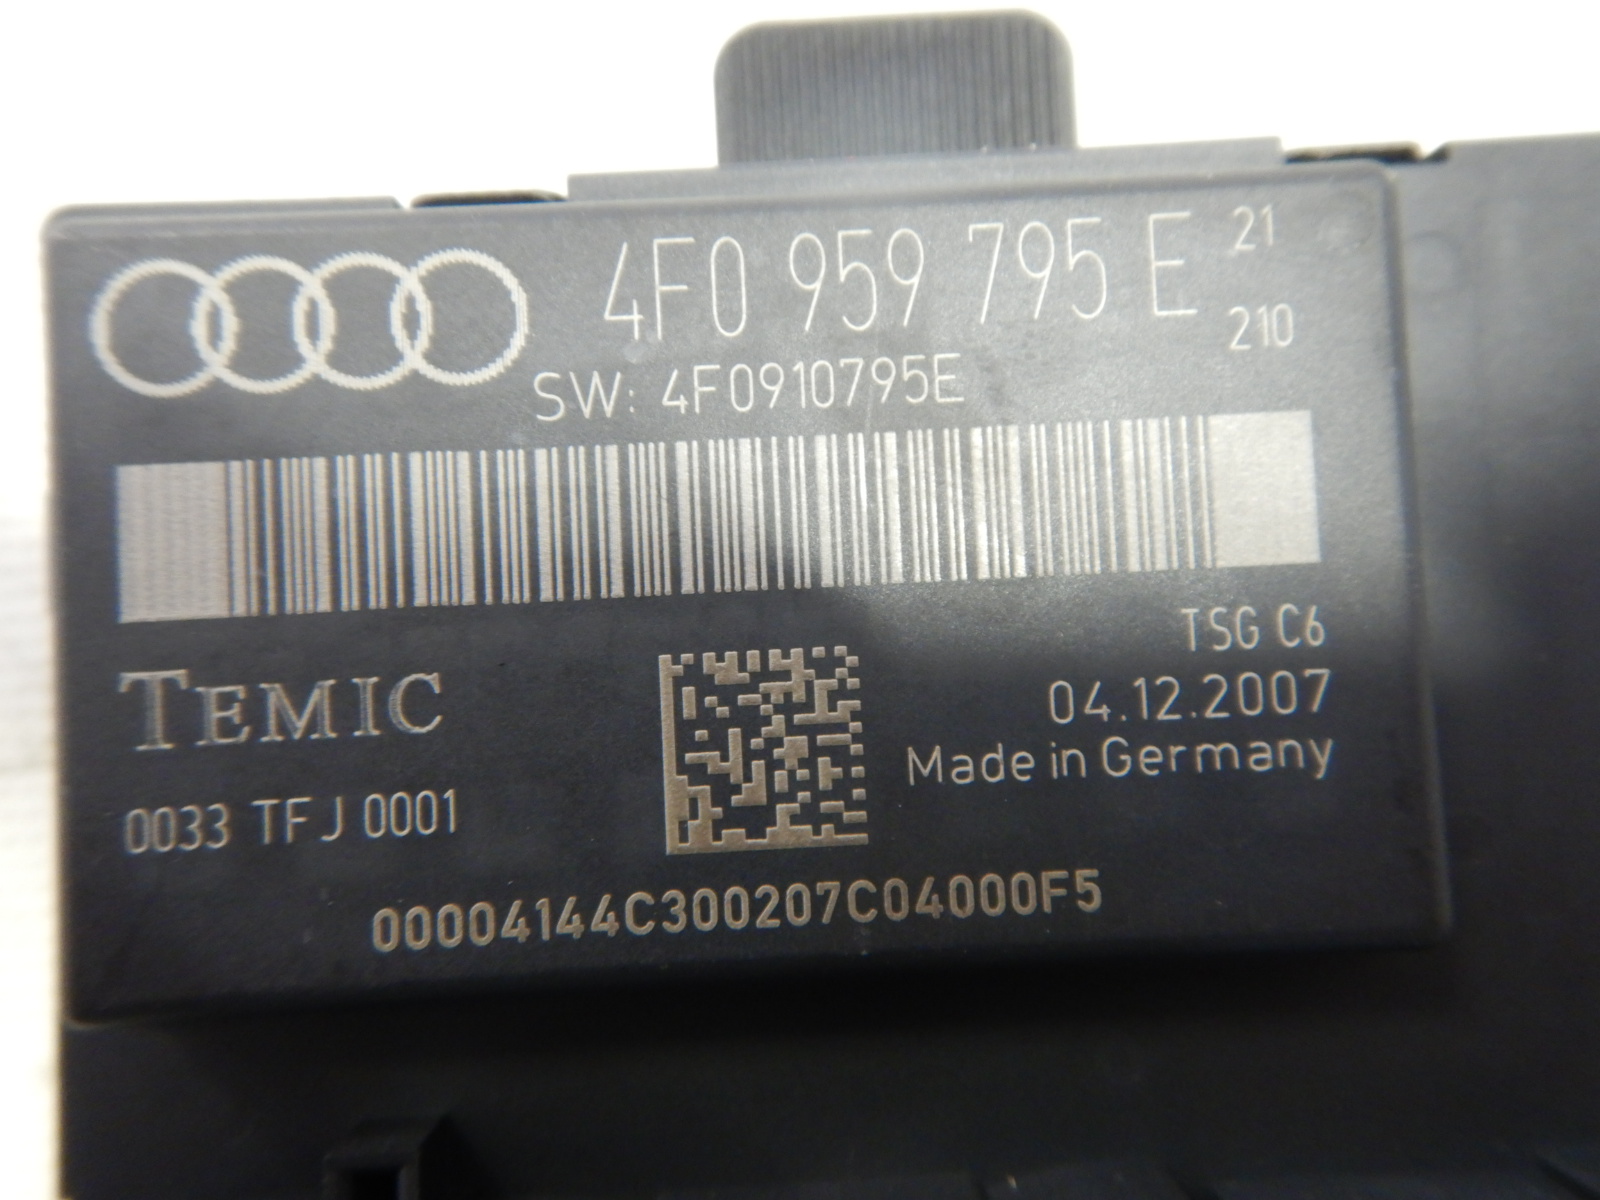 4F0 959 795 E 21
210
SW: 4F0910795E
TSG C6
TEMIC
04.12.2007
Made in Germany
0033 TFJ 0001
00004144C300207C04000F5